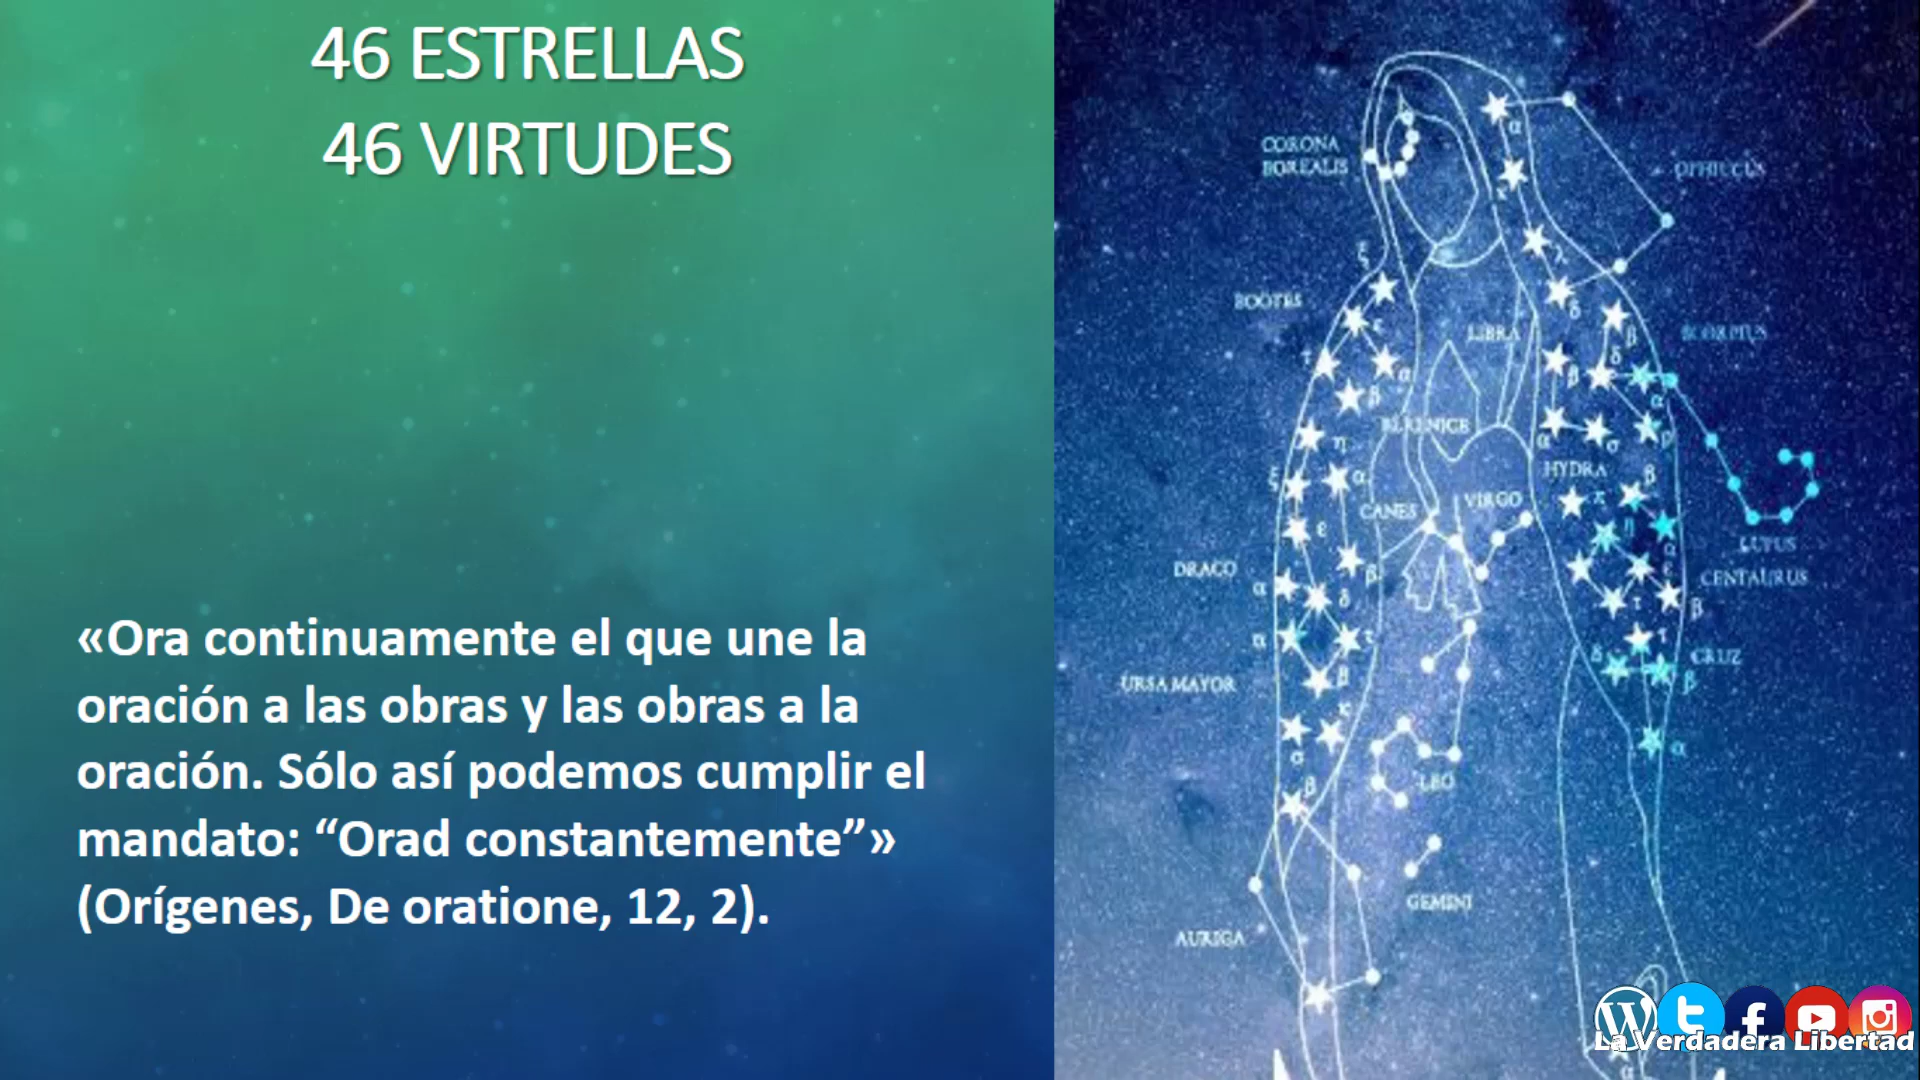 46 ESTRELLAS
46 VIRTUDES
«Ora continuamente el que une la
oración a las obras y las obras a la
oración. Sólo así podemos cumplir el
mandato: “Orad constantemente”»
(Orígenes, De oratione, 12, 2).
CORONA
BOREALIS
OPHIUCUS
BOOTES
LIBRA
SCORPIUS
BERENICE
HYDRA
CANES
VIRGO
LUPUS
DRACO
CENTAURUS
CRUZ
URSA MAYOR
LEO
GEMINI
AURIGA
La Verdadera Libertad